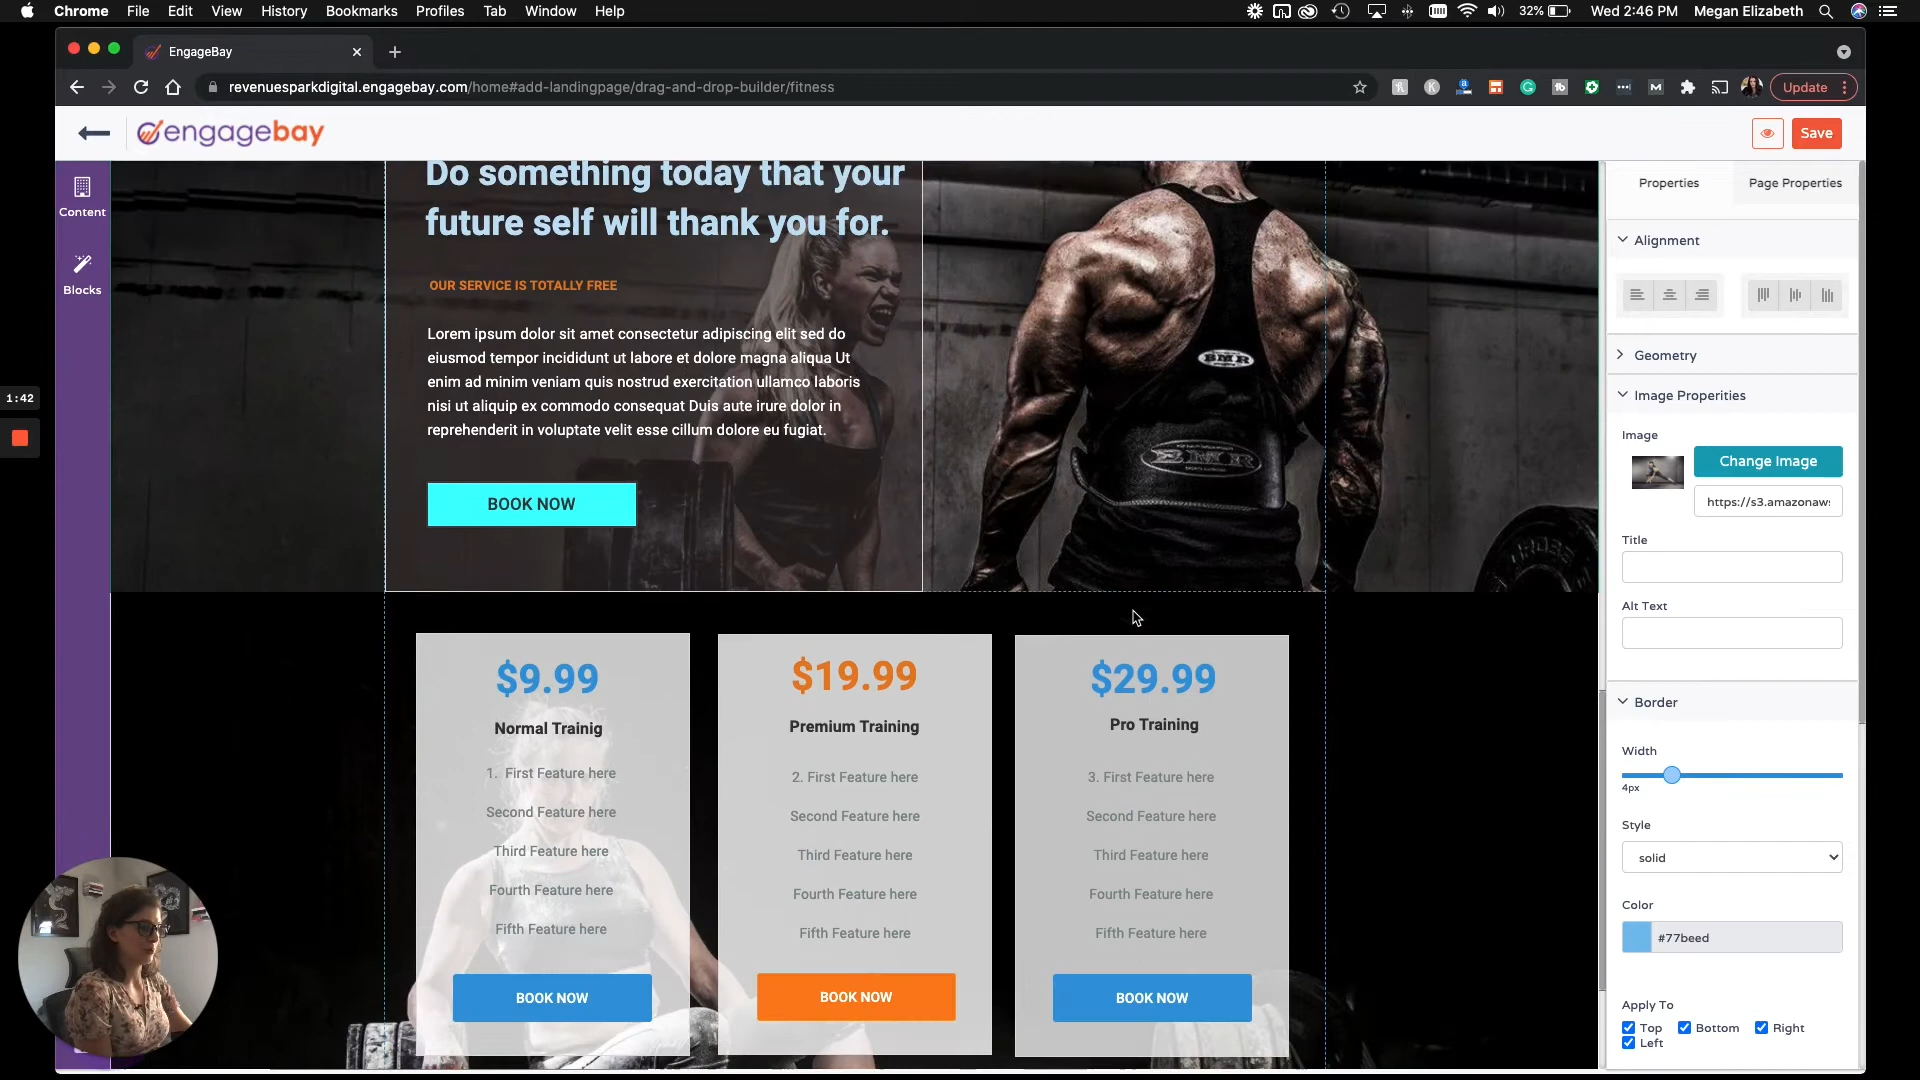 Chrome File Edit View History Bookmarks Profiles Tab Window Help
32% Wed 2:46 PM Megan Elizabeth
EngageBay
revenuesparkdigital.engagebay.com/home#add-landingpage/drag-and-drop-builder/fitness
Update
engagebay
Save
Content
Blocks
1:42
Do something today that your
future self will thank you for.
OUR SERVICE IS TOTALLY FREE
Lorem ipsum dolor sit amet consectetur adipiscing elit sed do
eiusmod tempor incididunt ut labore et dolore magna aliqua Ut
enim ad minim veniam quis nostrud exercitation ullamco laboris
nisi ut aliquip ex commodo consequat Duis aute irure dolor in
reprehenderit in voluptate velit esse cillum dolore eu fugiat.
BOOK NOW
BMR
BMR
$9.99
Normal Trainig
1. First Feature here
Second Feature here
Third Feature here
Fourth Feature here
Fifth Feature here
BOOK NOW
$19.99
Premium Training
2. First Feature here
Second Feature here
Third Feature here
Fourth Feature here
Fifth Feature here
BOOK NOW
$29.99
Pro Training
3. First Feature here
Second Feature here
Third Feature here
Fourth Feature here
Fifth Feature here
BOOK NOW
Properties
Page Properties
Alignment
Geometry
Image Properities
Image
Change Image
https://s3.amazonaw
Title
Alt Text
Border
Width
4px
Style
solid
Color
#77beed
Apply To
Top Bottom Right
Left